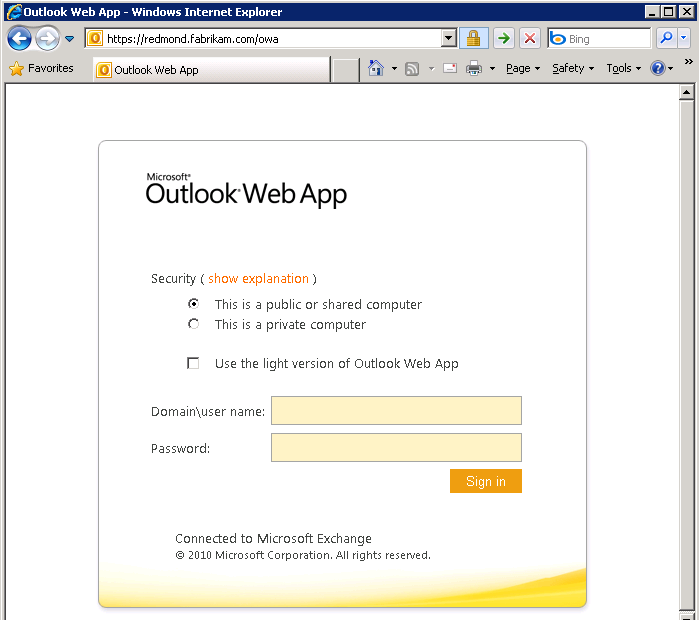 Outlook Web App - Windows Internet Explorer
https://redmond.fabrikam.com/owa
Bing
Favorites
Outlook Web App
Page
Safety
Tools
»
Microsoft®
Outlook® Web App
Security ( show explanation )
This is a public or shared computer
This is a private computer
Use the light version of Outlook Web App
Domain\user name:
Password:
Sign in
Connected to Microsoft Exchange
© 2010 Microsoft Corporation. All rights reserved.